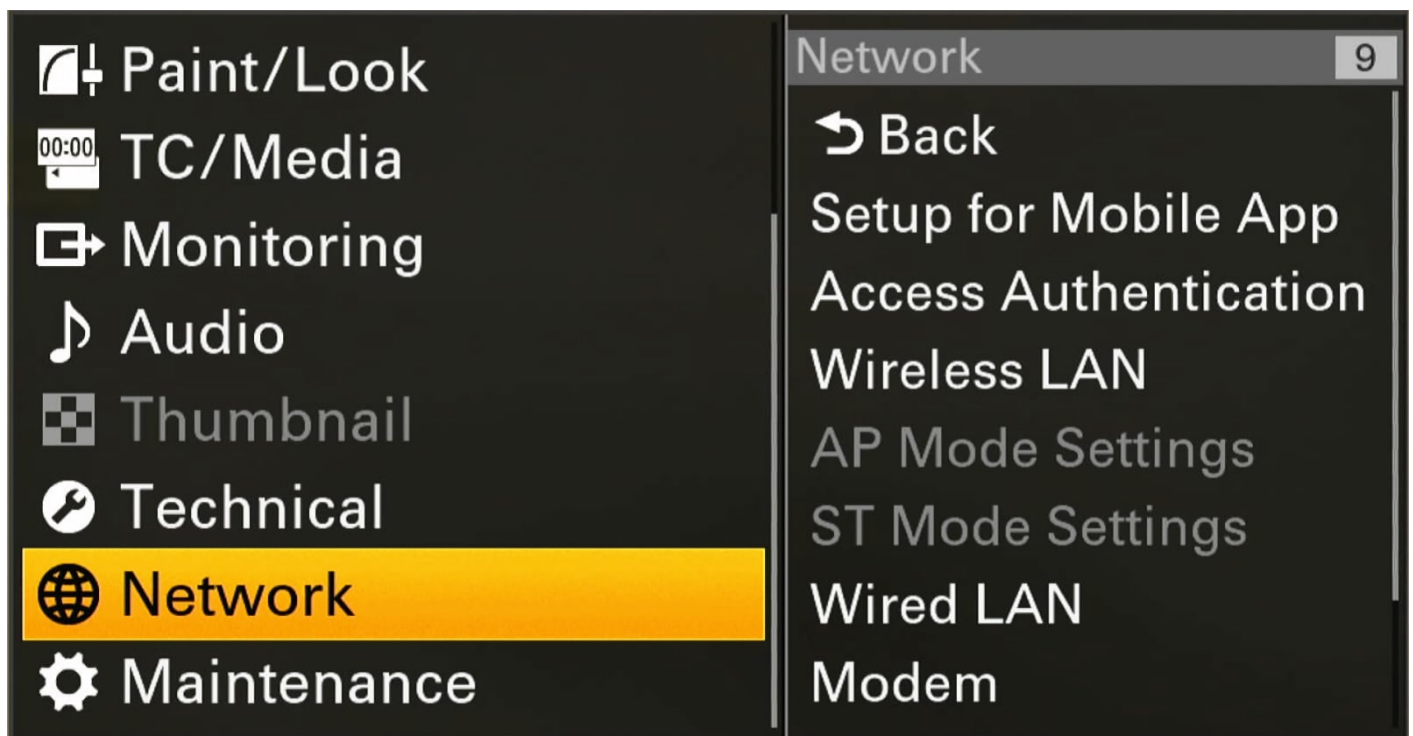 Paint/Look
00:00
TC/Media
Monitoring
Audio
Thumbnail
Technical
Network
Maintenance
Network 9
Back
Setup for Mobile App
Access Authentication
Wireless LAN
AP Mode Settings
ST Mode Settings
Wired LAN
Modem